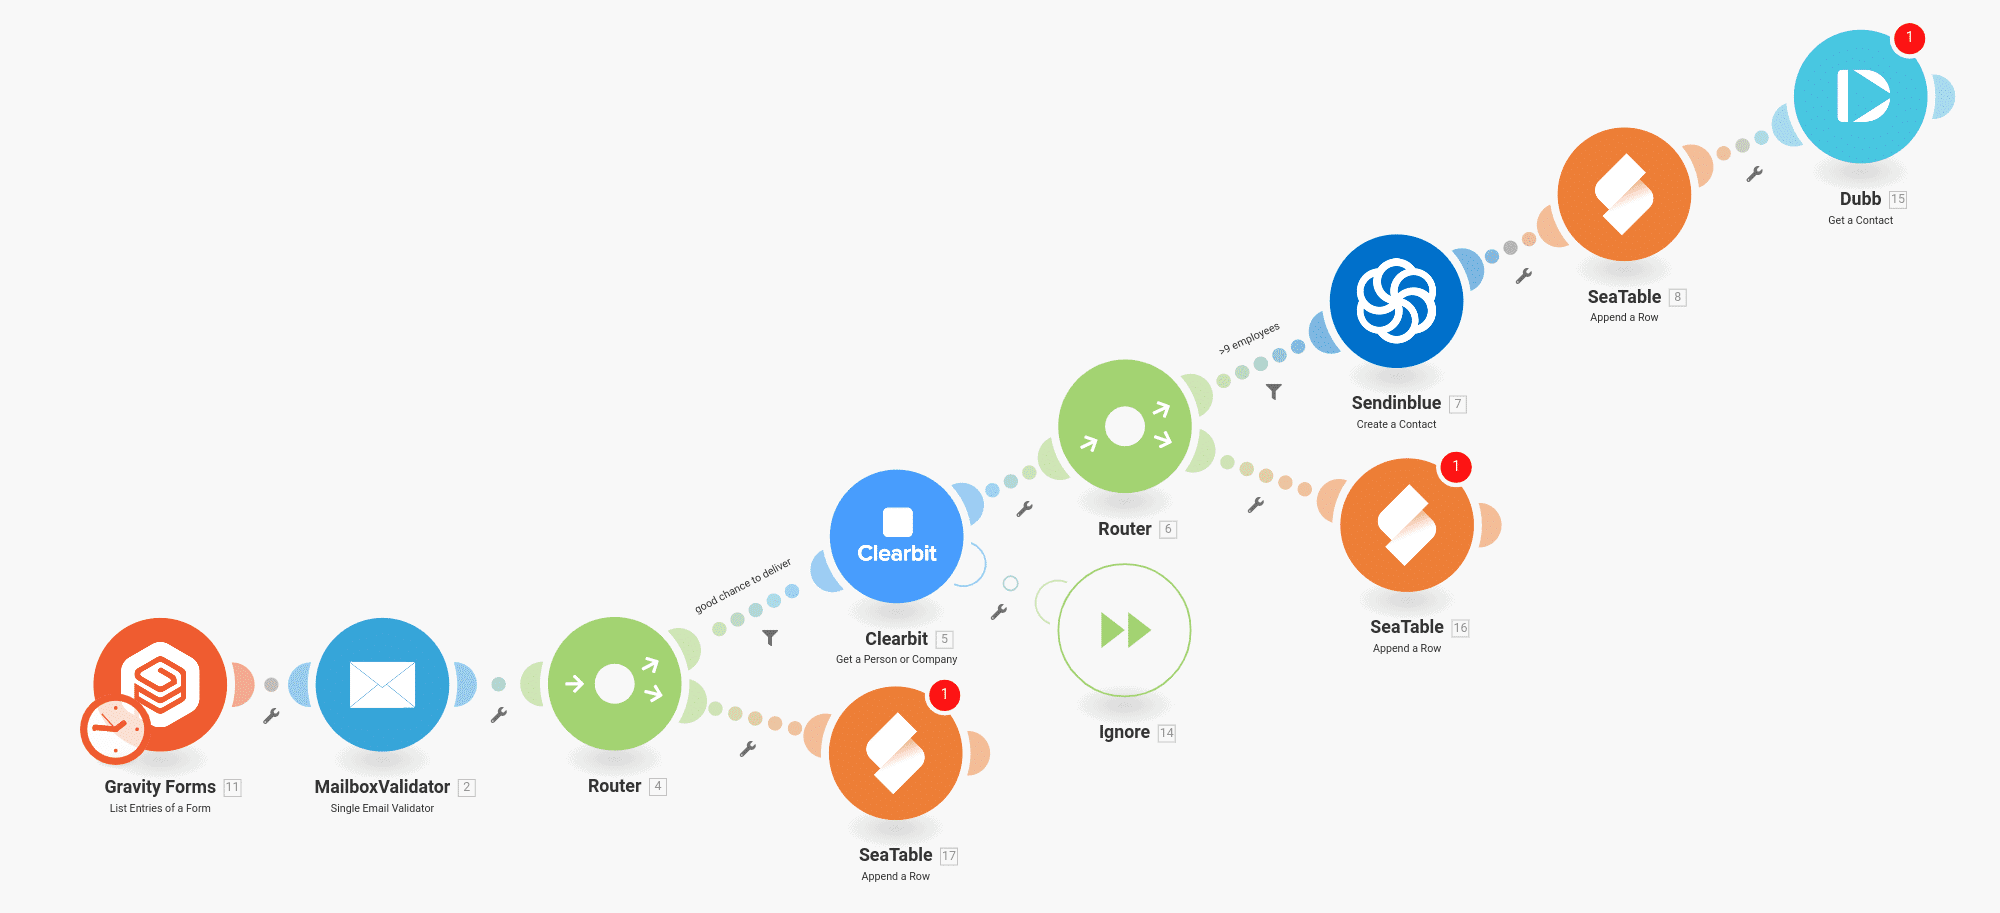 1
Dubb 15
Get a Contact
SeaTable 8
Append a Row
>9 employees
Sendinblue 7
Create a Contact
1
Router 6
SeaTable 16
Append a Row
good chance to deliver
Clearbit
Clearbit 5
Get a Person or Company
Ignore 14
1
Gravity Forms 11
List Entries of a Form
MailboxValidator 2
Single Email Validator
Router 4
SeaTable 17
Append a Row